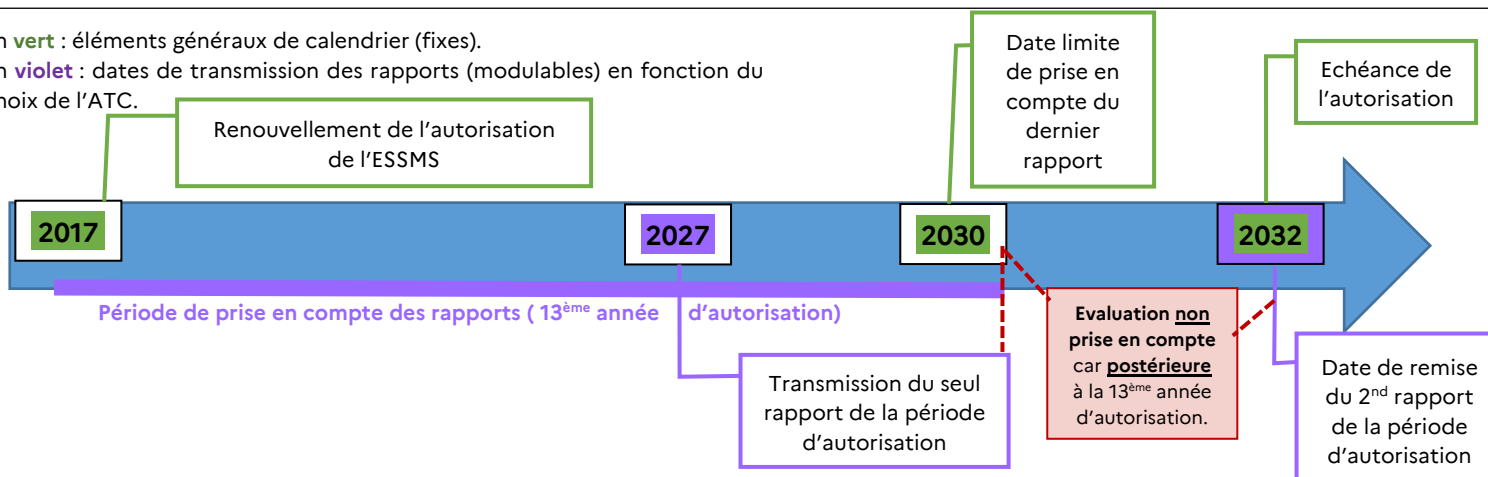 n vert : éléments généraux de calendrier (fixes).
n violet : dates de transmission des rapports (modulables) en fonction du
hoix de l'ATC.
Renouvellement de l'autorisation
de l'ESSMS
Date limite
de prise en
compte du
dernier
rapport
Echéance de
l'autorisation
2017
2027
2030
2032
Période de prise en compte des rapports ( 13ème année d'autorisation)
Transmission du seul
rapport de la période
d'autorisation
Evaluation non
prise en compte
car postérieure
à la 13ème année
d'autorisation.
Date de remise
du 2nd rapport
de la période
d'autorisation